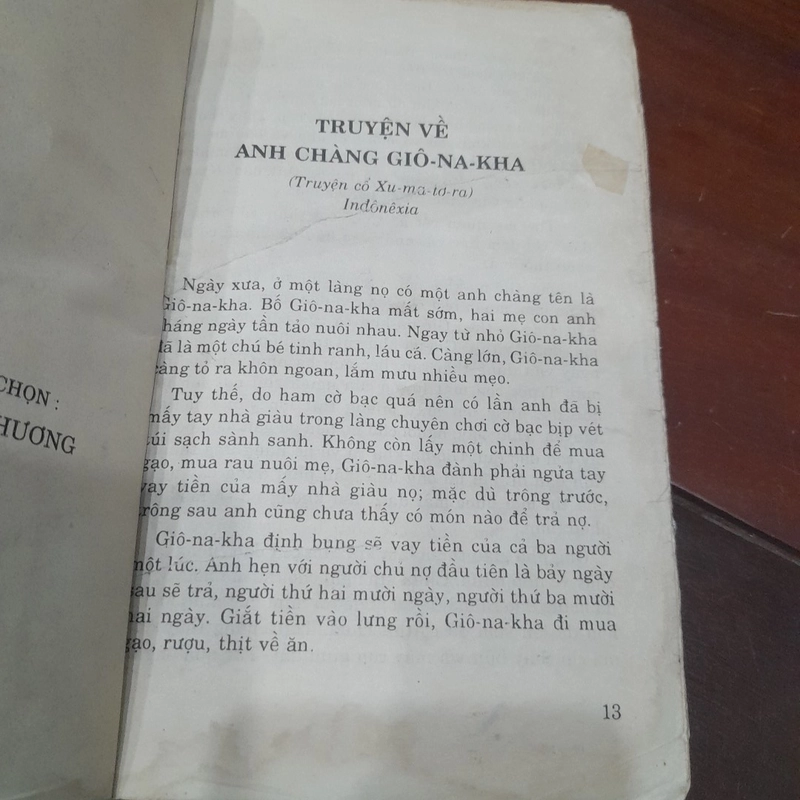 CHỌN :
HƯƠNG
TRUYỆN VỀ
ANH CHÀNG GIÔ-NA-KHA
(Truyện cổ Xu-ma-tơ-ra)
Inđônêxia
Ngày xưa, ở một làng nọ có một anh chàng tên là
Giô-na-kha. Bố Giô-na-kha mất sớm, hai mẹ con anh
tháng ngày tần tảo nuôi nhau. Ngay từ nhỏ Giô-na-kha
đã là một chú bé tinh ranh, láu cá. Càng lớn, Giô-na-kha
càng tỏ ra khôn ngoan, lắm mưu nhiều mẹo.
Tuy thế, do ham cờ bạc quá nên có lần anh đã bị
mấy tay nhà giàu trong làng chuyên chơi cờ bạc bịp vét
túi sạch sành sanh. Không còn lấy một chinh để mua
gạo, mua rau nuôi mẹ, Giô-na-kha đành phải ngửa tay
vay tiền của mấy nhà giàu nọ; mặc dù trông trước,
trông sau anh cũng chưa thấy có món nào để trả nợ.
Giô-na-kha định bụng sẽ vay tiền của cả ba người
một lúc. Anh hẹn với người chủ nợ đầu tiên là bảy ngày
sau sẽ trả, người thứ hai mười ngày, người thứ ba mười
hai ngày. Giắt tiền vào lưng rồi, Giô-na-kha đi mua
gạo, rượu, thịt về ăn.
13